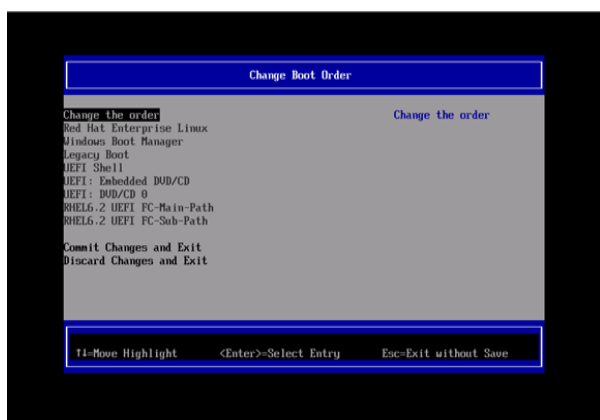 Change Boot Order
Change the order
Change the order
Red Hat Enterprise Linux
Windows Boot Manager
Legacy Boot
UEFI Shell
UEFI: Embedded DVD/CD
UEFI: DVD/CD 0
RHEL6.2 UEFI FC-Main-Path
RHEL6.2 UEFI FC-Sub-Path
Commit Changes and Exit
Discard Changes and Exit
↑↓=Move Highlight <Enter>=Select Entry Esc=Exit without Save